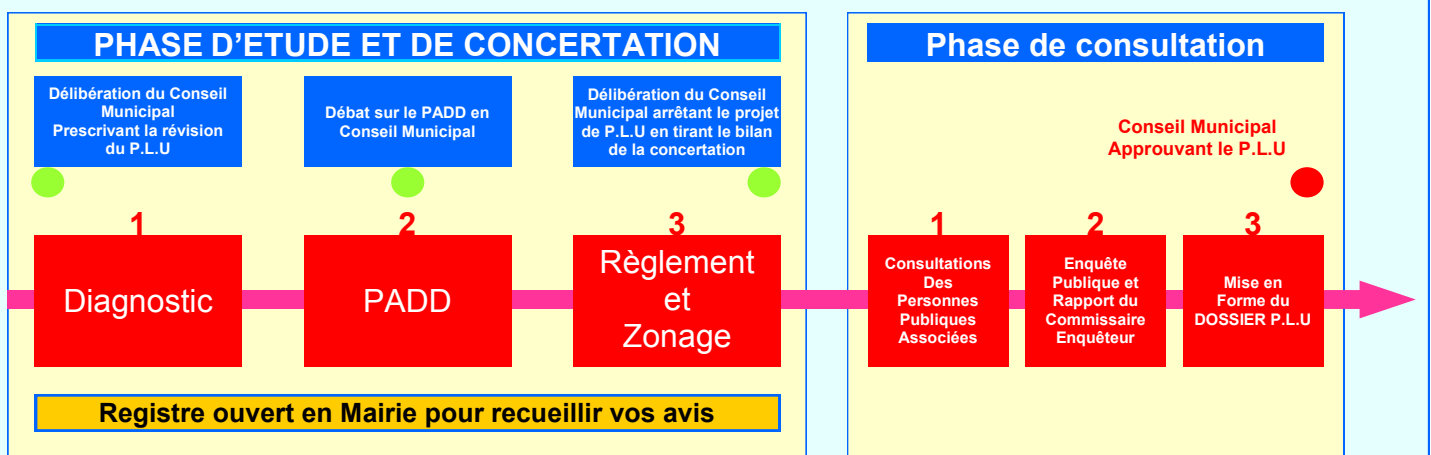 PHASE D'ETUDE ET DE CONCERTATION
Délibération du Conseil
Municipal
Prescrivant la révision
du P.L.U
Débat sur le PADD en
Conseil Municipal
Délibération du Conseil
Municipal arrêtant le projet
de P.L.U en tirant le bilan
de la concertation
1
Diagnostic
2
PADD
3
Règlement
et
Zonage
Registre ouvert en Mairie pour recueillir vos avis
Phase de consultation
Conseil Municipal
Approuvant le P.L.U
1
Consultations
Des
Personnes
Publiques
Associées
2
Enquête
Publique et
Rapport du
Commissaire
Enquêteur
3
Mise en
Forme du
DOSSIER P.L.U